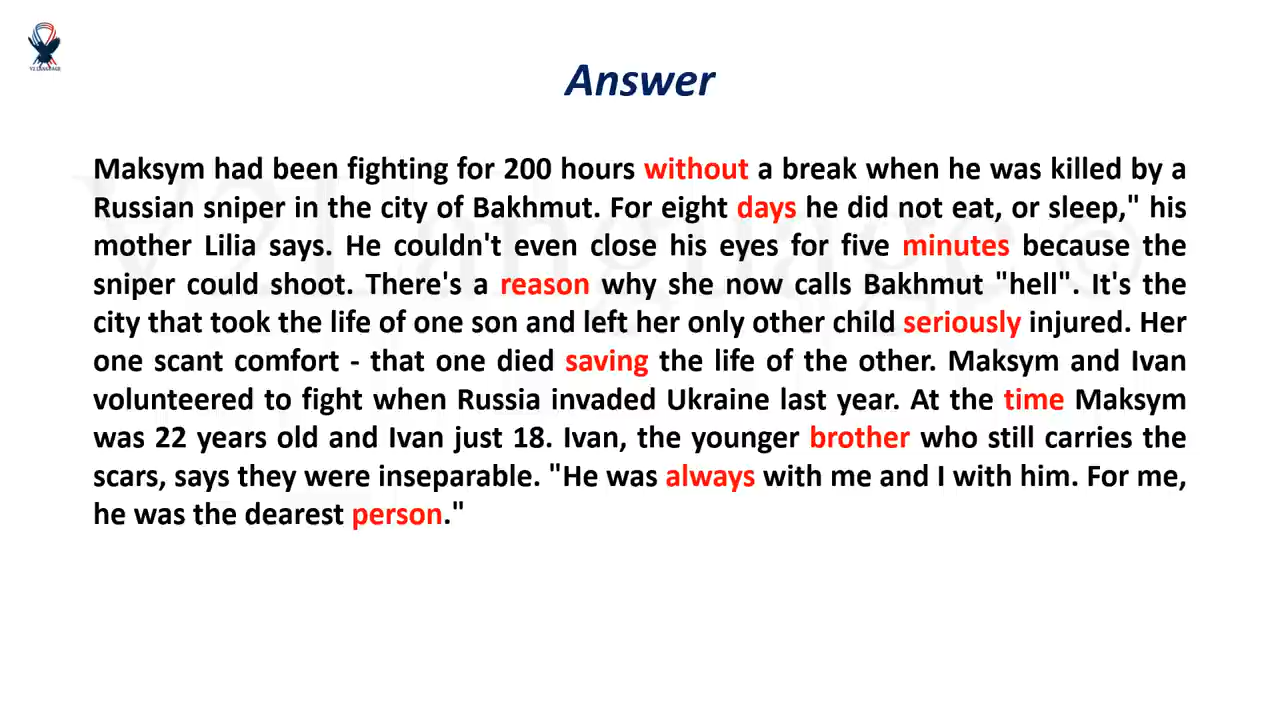 V2 LANGUAGE
Answer
Maksym had been fighting for 200 hours without a break when he was killed by a
Russian sniper in the city of Bakhmut. For eight days he did not eat, or sleep," his
mother Lilia says. He couldn't even close his eyes for five minutes because the
sniper could shoot. There's a reason why she now calls Bakhmut "hell". It's the
city that took the life of one son and left her only other child seriously injured. Her
one scant comfort - that one died saving the life of the other. Maksym and Ivan
volunteered to fight when Russia invaded Ukraine last year. At the time Maksym
was 22 years old and Ivan just 18. Ivan, the younger brother who still carries the
scars, says they were inseparable. "He was always with me and I with him. For me,
he was the dearest person."